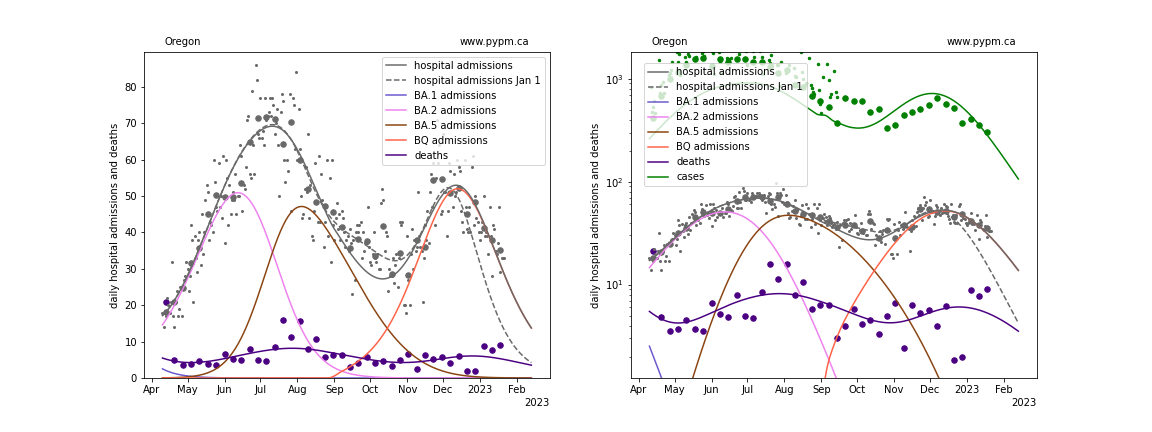 Oregon www.pypm.ca
daily hospital admissions and deaths
80
70
60
50
40
30
20
10
0
Apr May Jun Jul Aug Sep Oct Nov Dec 2023 Feb
2023
hospital admissions
hospital admissions Jan 1
BA.1 admissions
BA.2 admissions
BA.5 admissions
BQ admissions
deaths
Oregon www.pypm.ca
daily hospital admissions and deaths
10³
10²
10¹
Apr May Jun Jul Aug Sep Oct Nov Dec 2023 Feb
2023
hospital admissions
hospital admissions Jan 1
BA.1 admissions
BA.2 admissions
BA.5 admissions
BQ admissions
deaths
cases